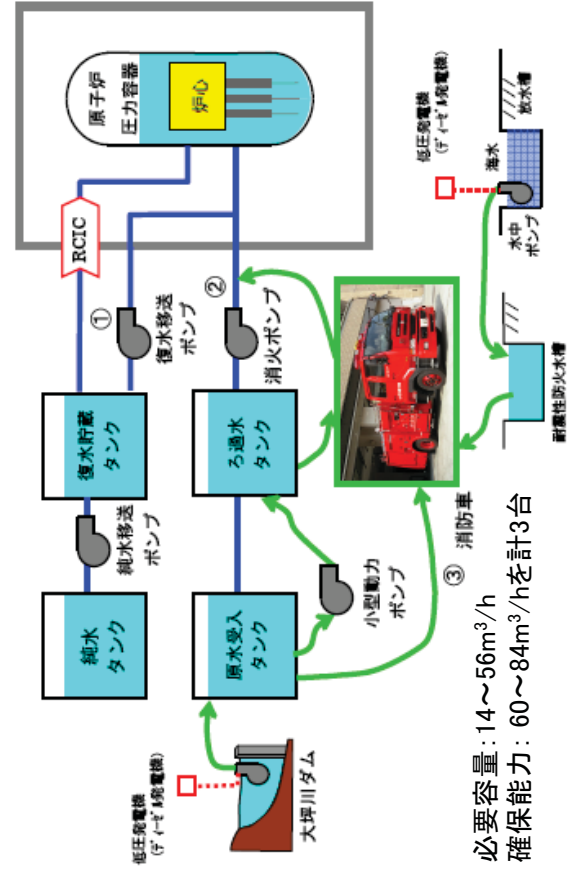 原子炉
圧力容器
炉心
RCIC
①
復水移送
ポンプ
②
消火ポンプ
復水貯蔵
タンク
純水移送
ポンプ
純水
タンク
ろ過水
タンク
原水受入
タンク
小型動力
ポンプ
③
消防車
低圧発電機
(ディーゼル発電機)
大坪川ダム
低圧発電機
(ディーゼル発電機)
海水
放水槽
水中
ポンプ
耐震性防火水槽
必要容量:14～56m³/h
確保能力: 60～84m³/hを計3台